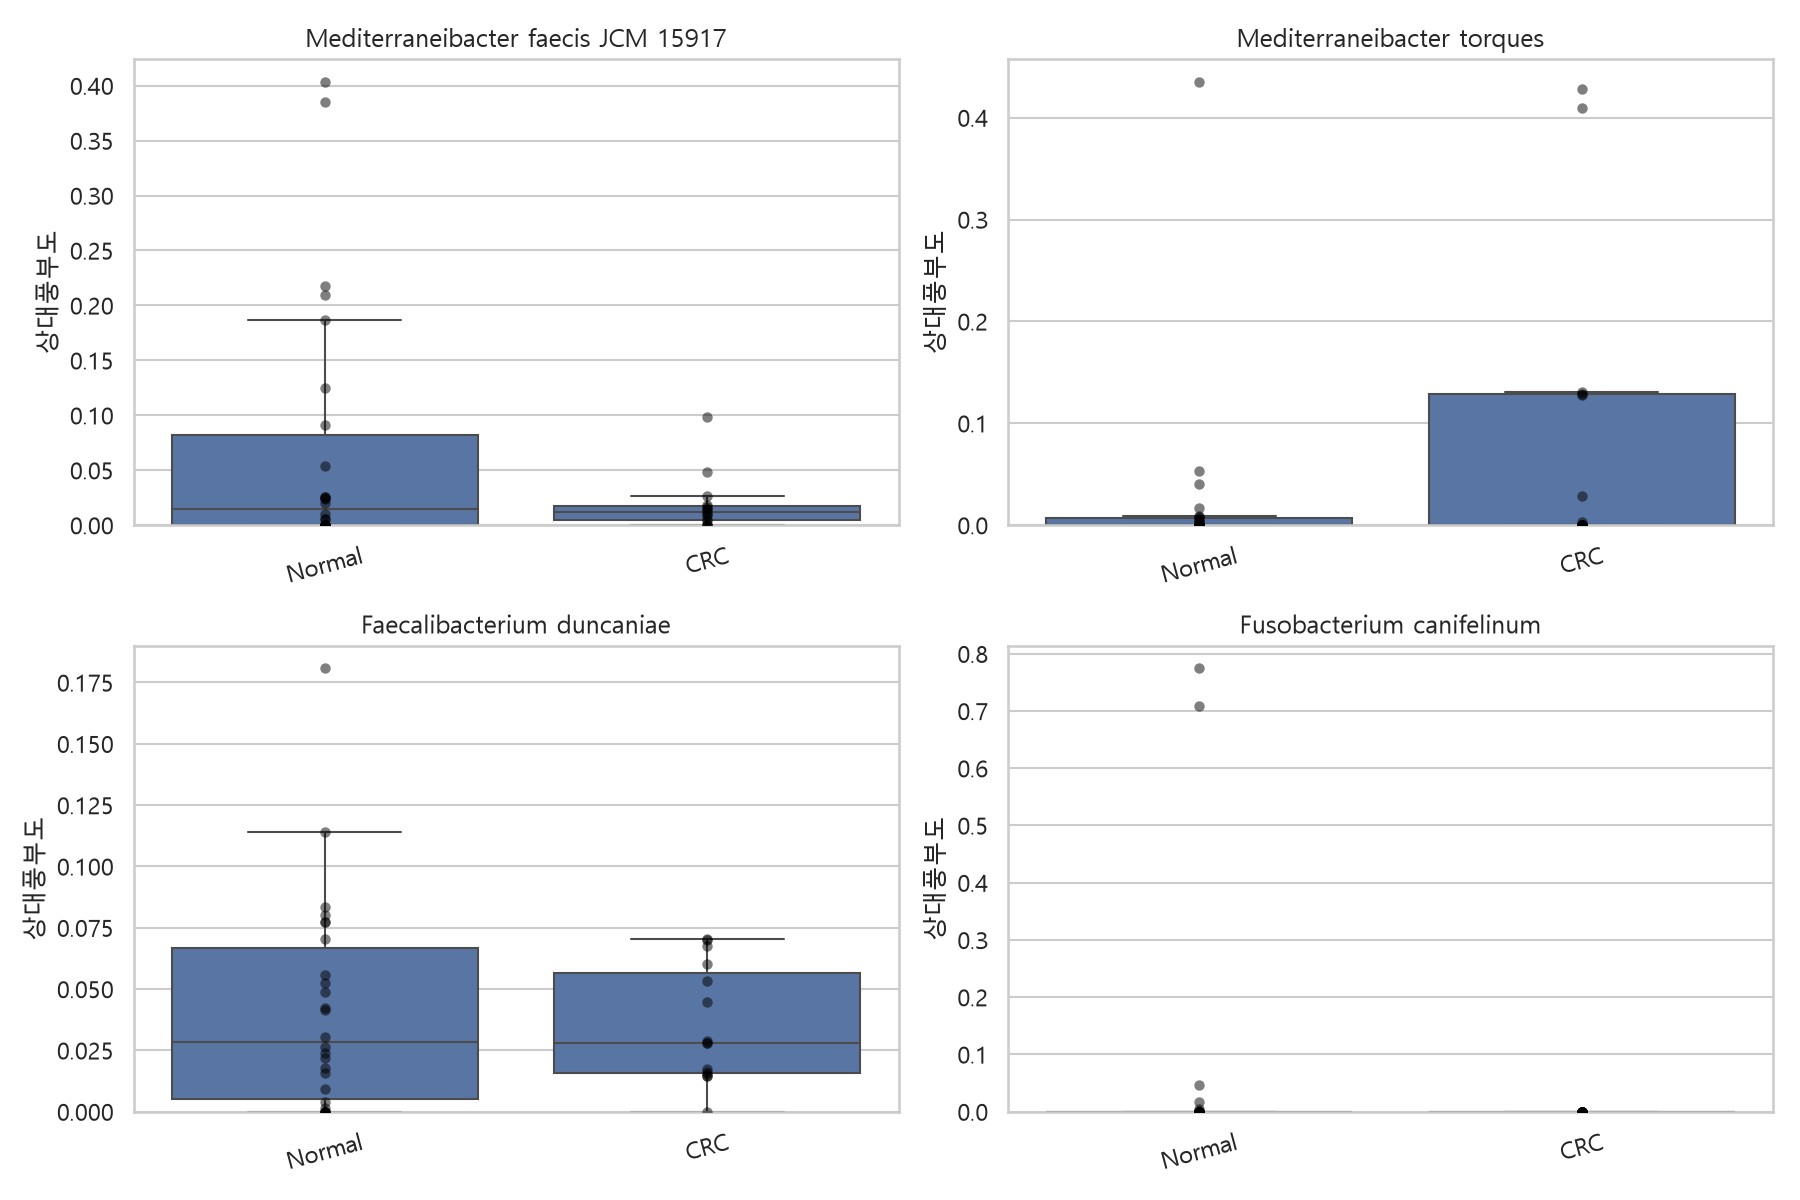 Mediterraneibacter faecis JCM 15917
상대풍부도
0.40
0.35
0.30
0.25
0.20
0.15
0.10
0.05
0.00
Normal
CRC
Mediterraneibacter torques
상대풍부도
0.4
0.3
0.2
0.1
0.0
Normal
CRC
Faecalibacterium duncaniae
상대풍부도
0.175
0.150
0.125
0.100
0.075
0.050
0.025
0.000
Normal
CRC
Fusobacterium canifelinum
상대풍부도
0.8
0.7
0.6
0.5
0.4
0.3
0.2
0.1
0.0
Normal
CRC